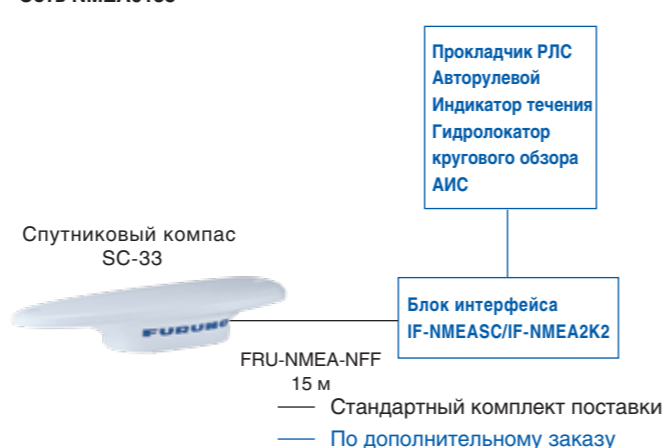 Прокладчик РЛС
Авторулевой
Индикатор течения
Гидролокатор
кругового обзора
АИС
Спутниковый компас
SC-33
FURUNO
Блок интерфейса
IF-NMEASC/IF-NMEA2K2
FRU-NMEA-NFF
15 м
Стандартный комплект поставки
По дополнительному заказу